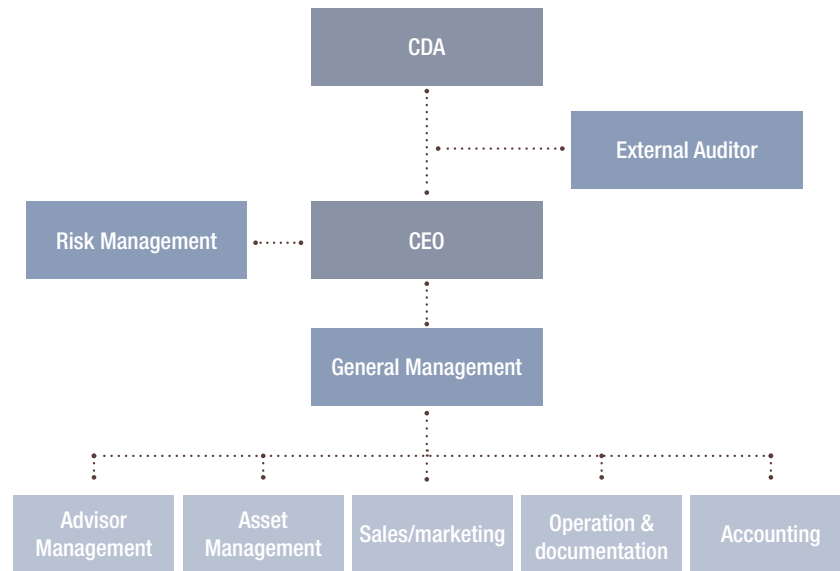 CDA
External Auditor
Risk Management
CEO
General Management
Advisor
Management
Asset
Management
Sales/marketing
Operation &
documentation
Accounting